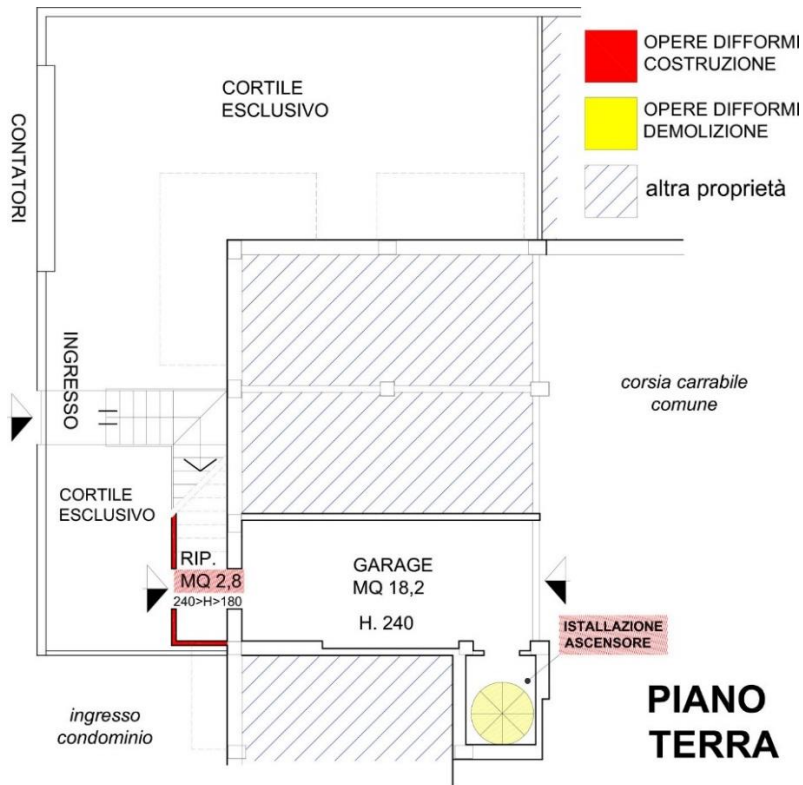 OPERE DIFFORMI
COSTRUZIONE
OPERE DIFFORMI
DEMOLIZIONE
altra proprietà
CORTILE
ESCLUSIVO
CONTATORI
INGRESSO
corsia carrabile
comune
CORTILE
ESCLUSIVO
RIP.
MQ 2,8
240>H>180
GARAGE
MQ 18,2
H. 240
ISTALLAZIONE
ASCENSORE
ingresso
condominio
PIANO
TERRA